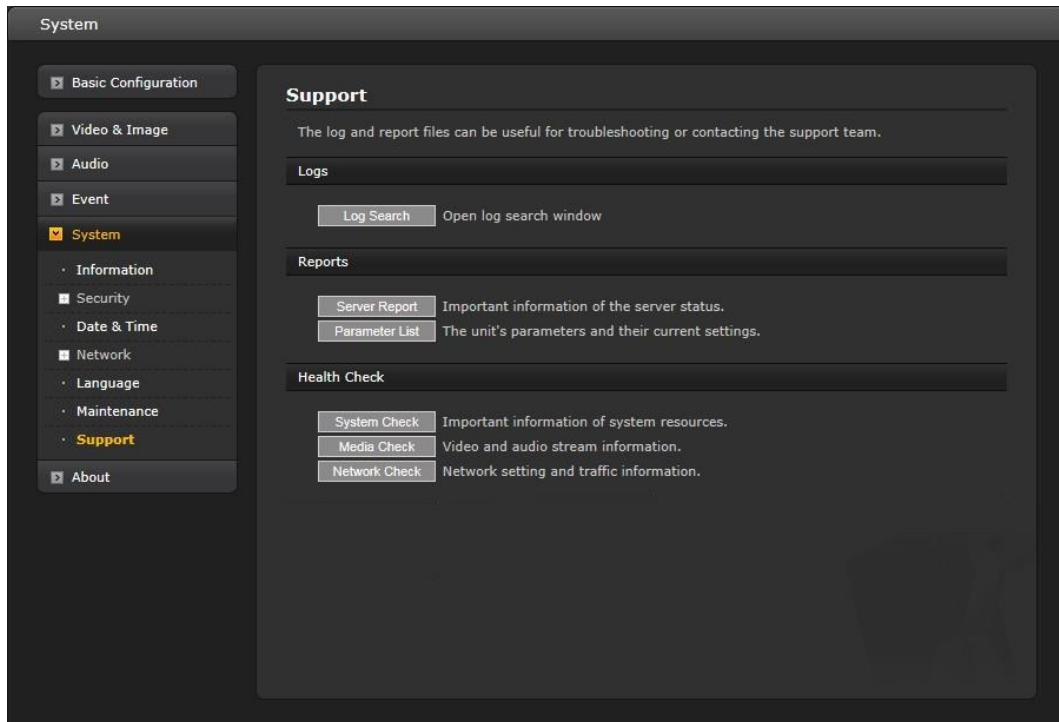 System
Basic Configuration
Video & Image
Audio
Event
System
· Information
Security
· Date & Time
Network
· Language
· Maintenance
· Support
About
Support
The log and report files can be useful for troubleshooting or contacting the support team.
Logs
Log Search Open log search window
Reports
Server Report Important information of the server status.
Parameter List The unit's parameters and their current settings.
Health Check
System Check Important information of system resources.
Media Check Video and audio stream information.
Network Check Network setting and traffic information.